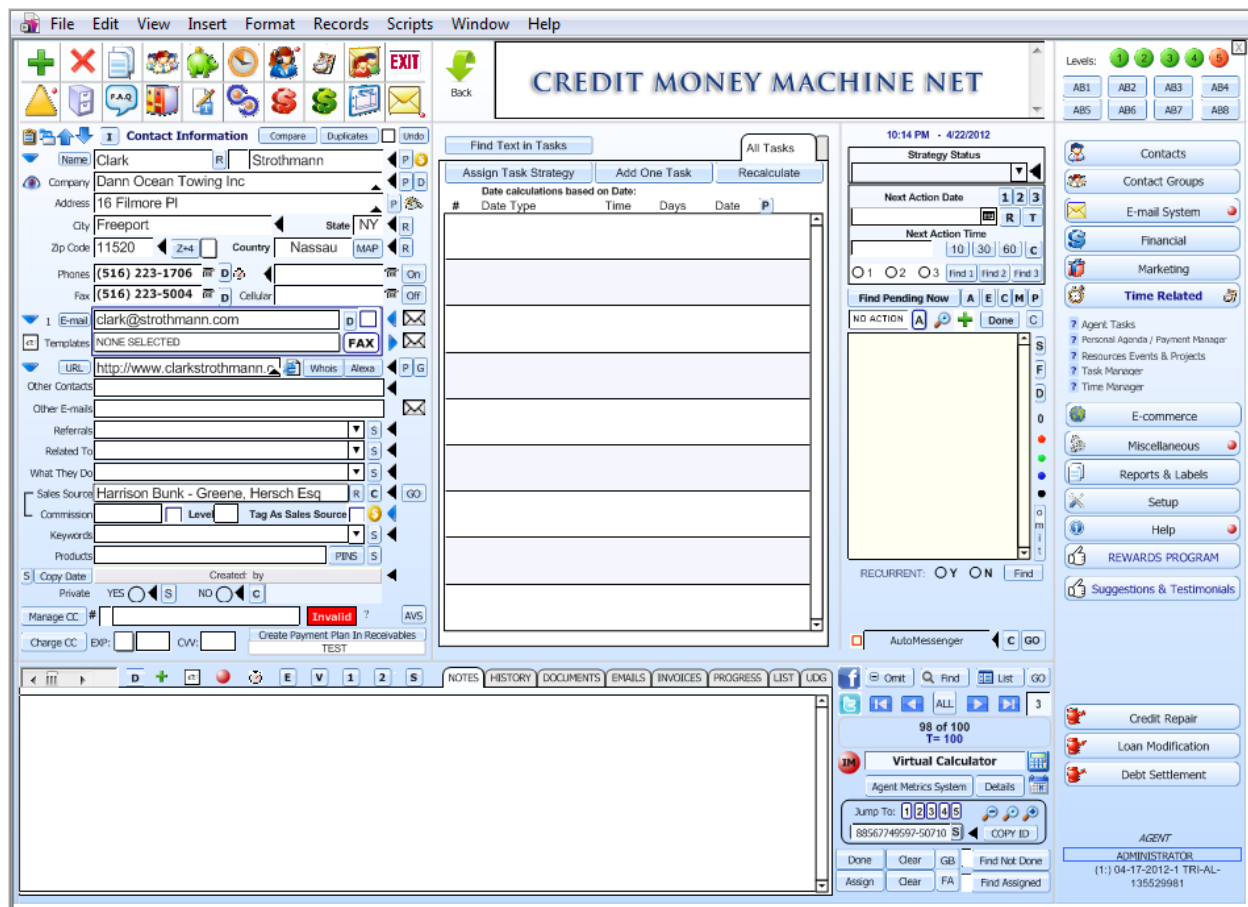 File Edit View Insert Format Records Scripts Window Help
EXIT
F.A.Q
Back
CREDIT MONEY MACHINE NET
X
Levels: 1 2 3 4 5
AB1 AB2 AB3 AB4
AB5 AB6 AB7 AB8
I Contact Information Compare Duplicates Undo
Name Clark R Strothmann P
Company Dann Ocean Towing Inc P D
Address 16 Filmore Pl P
City Freeport State NY R
Zip Code 11520 Z+4 Country Nassau MAP R
Phones (516) 223-1706 D On
Fax (516) 223-5004 D Cellular Off
1 E-mail clark@strothmann.com D
Templates NONE SELECTED FAX
URL http://www.clarkstrothmann.c Whois Alexa P G
Other Contacts
Other E-mails
Referrals S
Related To S
What They Do S
Sales Source Harrison Bunk - Greene, Hersch Esq R C GO
Commission Level Tag As Sales Source
Keywords S
Products PINS S
S Copy Date Created: by
Private YES S NO C
Manage CC # Invalid ? AVS
Charge CC EXP: CVV: Create Payment Plan In Receivables
TEST
Find Text in Tasks All Tasks
Assign Task Strategy Add One Task Recalculate
Date calculations based on Date:
# Date Type Time Days Date P
10:14 PM - 4/22/2012
Strategy Status
Next Action Date 1 2 3
R T
Next Action Time
10 30 60 C
1 2 3 Find 1 Find 2 Find 3
Find Pending Now A E C M P
NO ACTION A Done C
S
F
D
0
o
m
i
t
RECURRENT: Y N Find
AutoMessenger C GO
Contacts
Contact Groups
E-mail System
Financial
Marketing
Time Related
? Agent Tasks
? Personal Agenda / Payment Manager
? Resources Events & Projects
? Task Manager
? Time Manager
E-commerce
Miscellaneous
Reports & Labels
Setup
Help
REWARDS PROGRAM
Suggestions & Testimonials
Credit Repair
Loan Modification
Debt Settlement
AGENT
ADMINISTRATOR
(1:) 04-17-2012-1 TRI-AL-
135529981
D E V 1 2 S
NOTES HISTORY DOCUMENTS EMAILS INVOICES PROGRESS LIST UDG
Omit Find List GO
ALL 3
98 of 100
T= 100
IM Virtual Calculator
Agent Metrics System Details
Jump To: 1 2 3 4 5
88567749597-50710 S COPY ID
Done Clear GB Find Not Done
Assign Clear FA Find Assigned